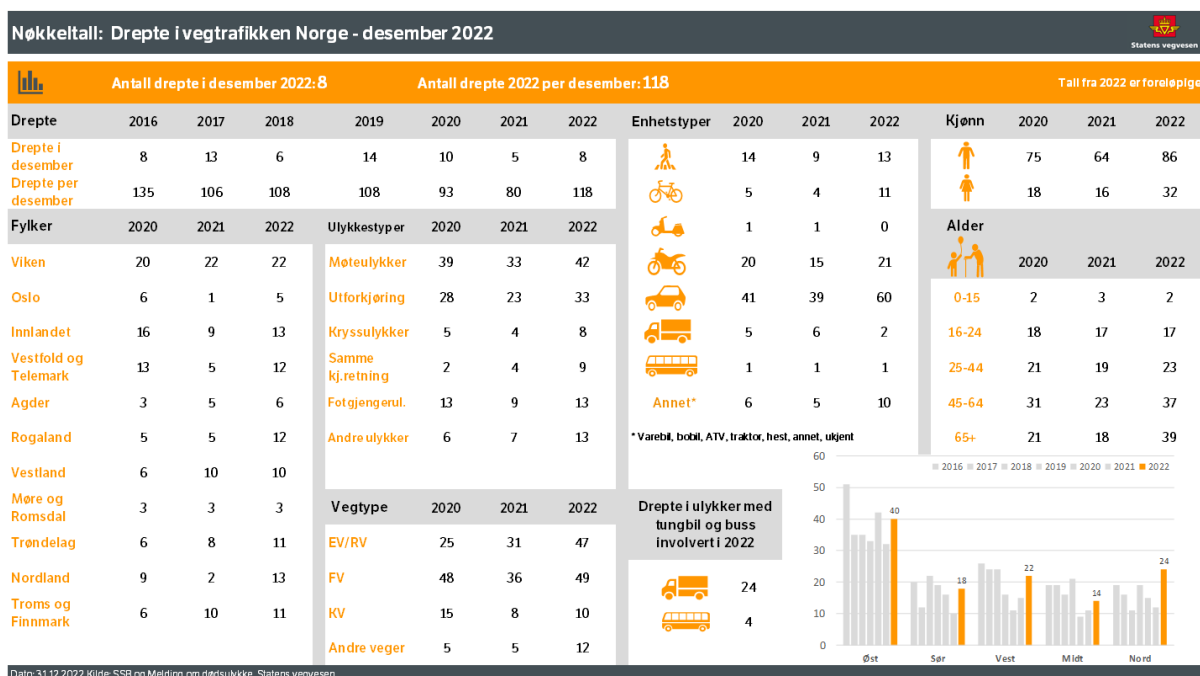 Nøkkeltall: Drepte i vegtrafikken Norge - desember 2022
Statens vegvesen
Antall drepte i desember 2022: 8 Antall drepte 2022 per desember: 118 Tall fra 2022 er foreløpige
Drepte 2016 2017 2018 2019 2020 2021 2022
Drepte i
desember 8 13 6 14 10 5 8
Drepte per
desember 135 106 108 108 93 80 118
Fylker 2020 2021 2022
Viken 20 22 22
Oslo 6 1 5
Innlandet 16 9 13
Vestfold og
Telemark 13 5 12
Agder 3 5 6
Rogaland 5 5 12
Vestland 6 10 10
Møre og
Romsdal 3 3 3
Trøndelag 6 8 11
Nordland 9 2 13
Troms og
Finnmark 6 10 11
Ulykkestyper 2020 2021 2022
Møteulykker 39 33 42
Utforkjøring 28 23 33
Kryssulykker 5 4 8
Samme
kj.retning 2 4 9
Fotgjengerul. 13 9 13
Andre ulykker 6 7 13
Vegtype 2020 2021 2022
EV/RV 25 31 47
FV 48 36 49
KV 15 8 10
Andre veger 5 5 12
Enhetstyper 2020 2021 2022
14 9 13
5 4 11
1 1 0
20 15 21
41 39 60
5 6 2
1 1 1
Annet* 6 5 10
* Varebil, bobil, ATV, traktor, hest, annet, ukjent
Drepte i ulykker med
tungbil og buss
involvert i 2022
24
4
Kjønn 2020 2021 2022
75 64 86
18 16 32
Alder
2020 2021 2022
0-15 2 3 2
16-24 18 17 17
25-44 21 19 23
45-64 31 23 37
65+ 21 18 39
2016 2017 2018 2019 2020 2021 2022
60
50
40
30
20
10
0
40
18
22
14
24
Øst Sør Vest Midt Nord
Dato: 31.12.2022 Kilde: SSB og Melding om dødsulykke, Statens vegvesen